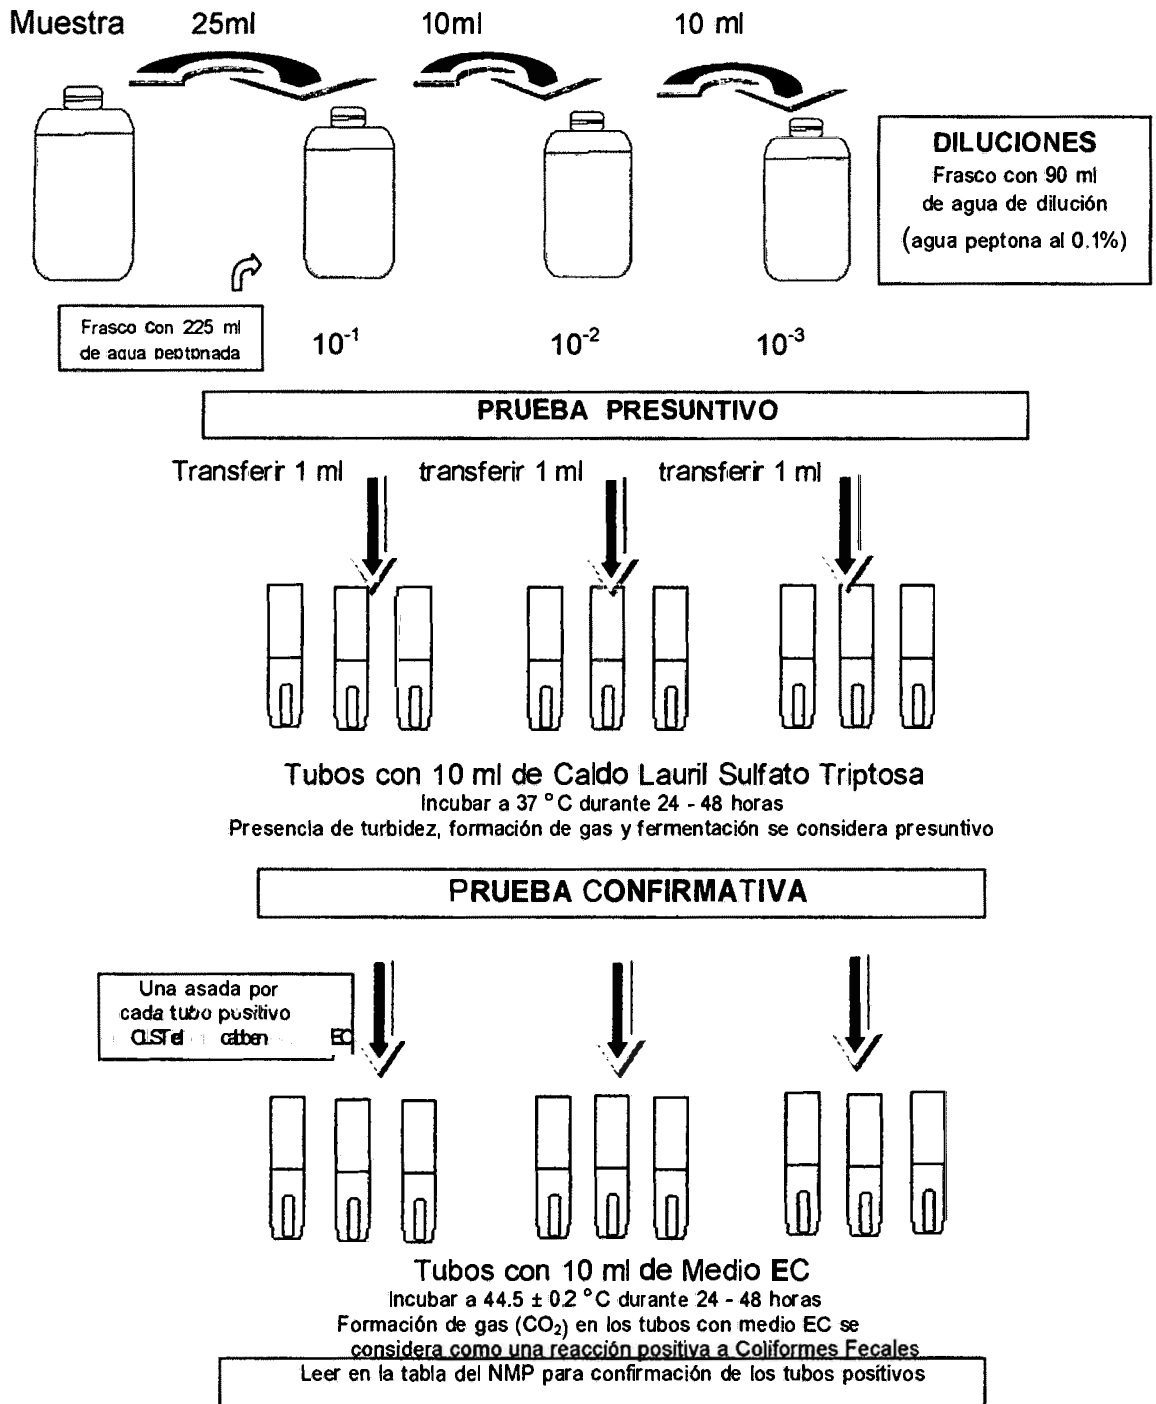 Muestra 25ml 10ml 10 ml
DILUCIONES
Frasco con 90 ml
de agua de dilución
(agua peptona al 0.1%)
Frasco con 225 ml
de agua peptonada
10-1 10-2 10-3
PRUEBA PRESUNTIVO
Transferir 1 ml transferir 1 ml transferir 1 ml
Tubos con 10 ml de Caldo Lauril Sulfato Triptosa
Incubar a 37 °C durante 24 - 48 horas
Presencia de turbidez, formación de gas y fermentación se considera presuntivo
PRUEBA CONFIRMATIVA
Una asada por
cada tubo positivo
EC
Tubos con 10 ml de Medio EC
Incubar a 44.5 ± 0.2 °C durante 24 - 48 horas
Formación de gas (CO2) en los tubos con medio EC se
considera como una reacción positiva a Coliformes Fecales
Leer en la tabla del NMP para confirmación de los tubos positivos